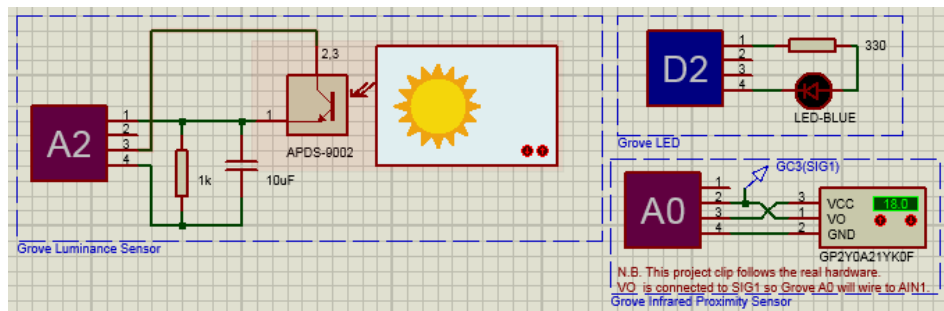 2,3
A2
1
2
3
4
1
APDS-9002
1k
10uF
Grove Luminance Sensor
D2
1
2
3
4
330
LED-BLUE
Grove LED
GC3(SIG1)
A0
1
2
3
4
3
1
2
VCC
VO
GND
18.0
GP2Y0A21YK0F
N.B. This project clip follows the real hardware.
VO is connected to SIG1 so Grove A0 will wire to AIN1.
Grove Infrared Proximity Sensor